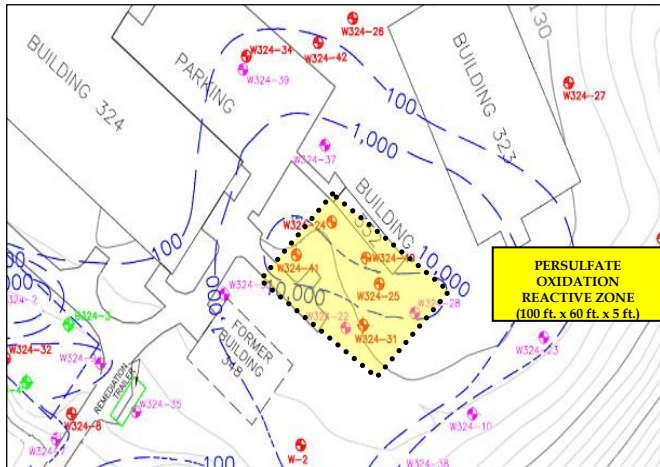 W324-26
W324-34
W324-42
W324-39
PARKING
BUILDING 324
130
100
BUILDING 323
W324-27
1,000
W324-37
BUILDING
352
W324-24
10,000
100
W324-41
W324-25
10,000
PERSULFATE
OXIDATION
REACTIVE ZONE
(100 ft. x 60 ft. x 5 ft.)
W324-28
W324-22
W324-31
W324-23
FORMER
BUILDING
348
W324-32
REMEDIATION
TRAILER
W324-35
W324-8
W324-10
W-2
W324-38
100